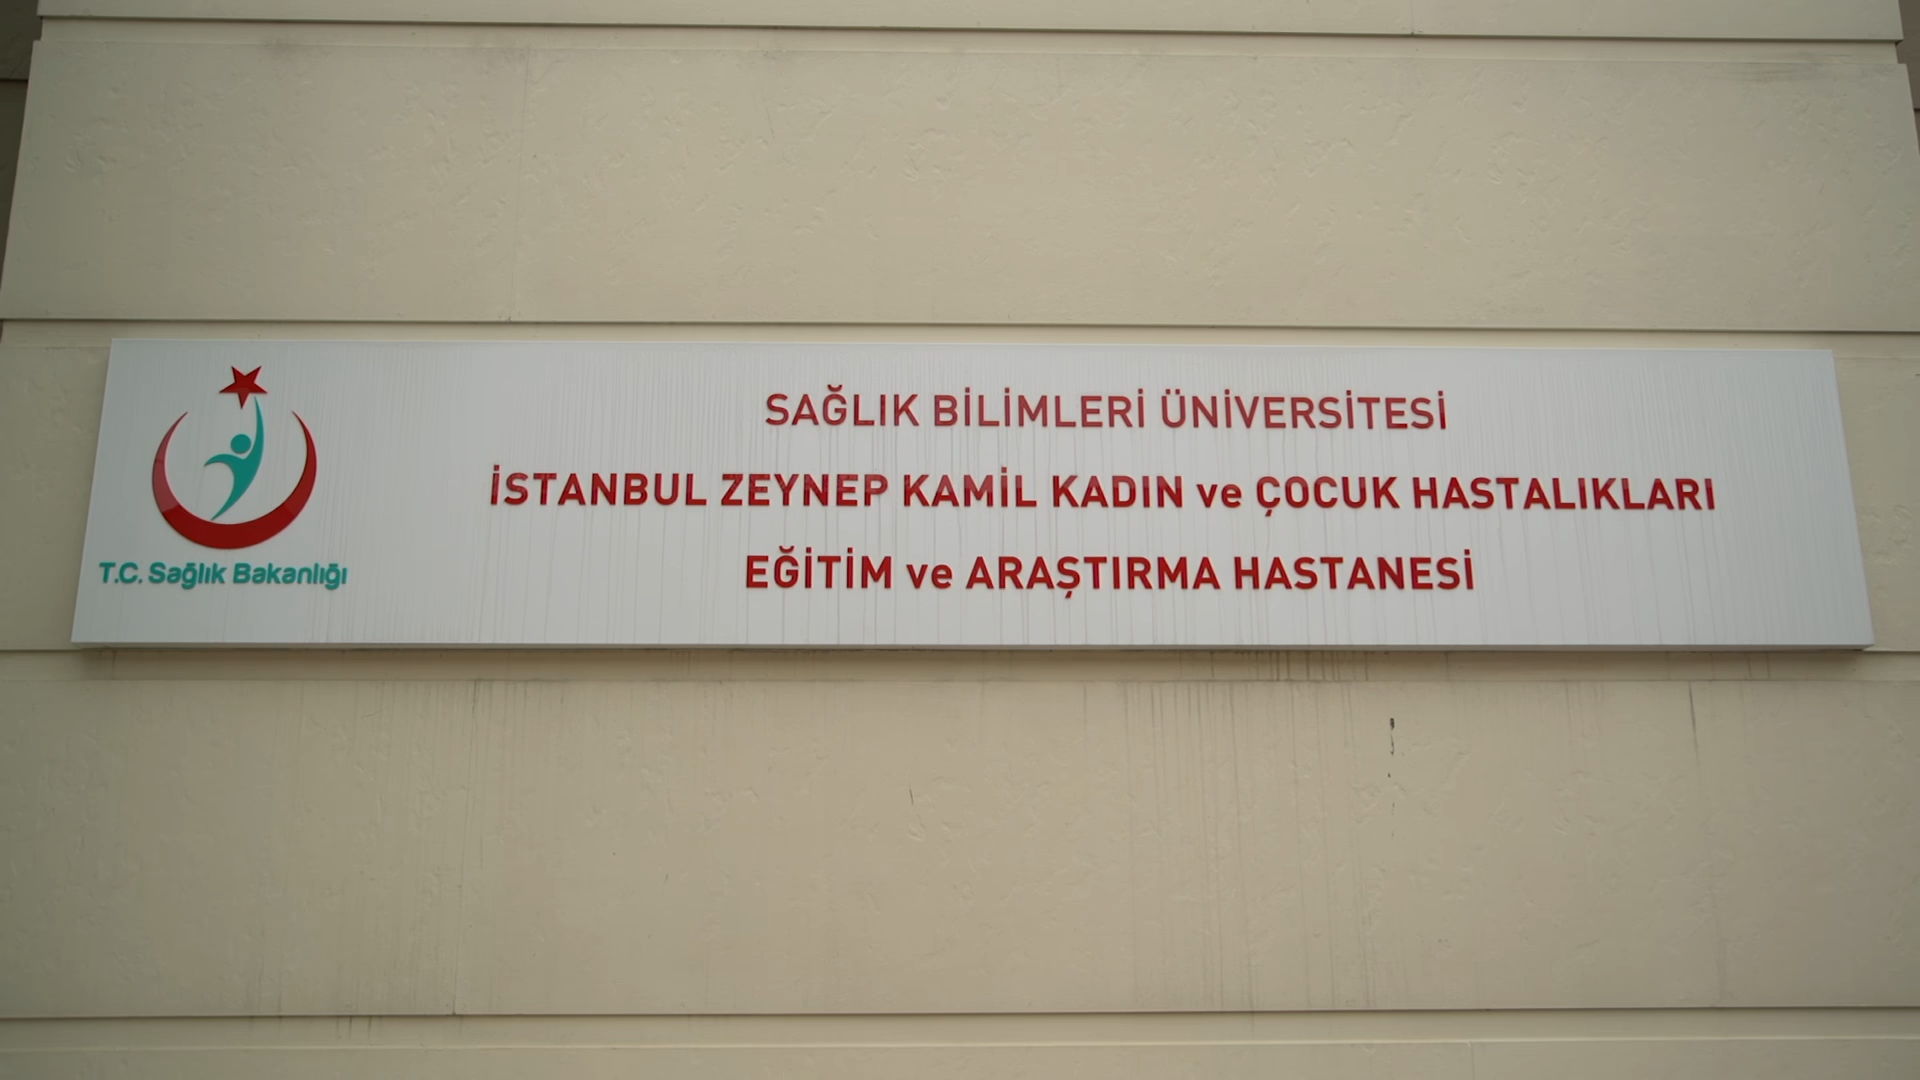 SAĞLIK BİLİMLERİ ÜNİVERSİTESİ
İSTANBUL ZEYNEP KAMİL KADIN ve ÇOCUK HASTALIKLARI
EĞİTİM ve ARAŞTIRMA HASTANESİ
T.C. Sağlık Bakanlığı